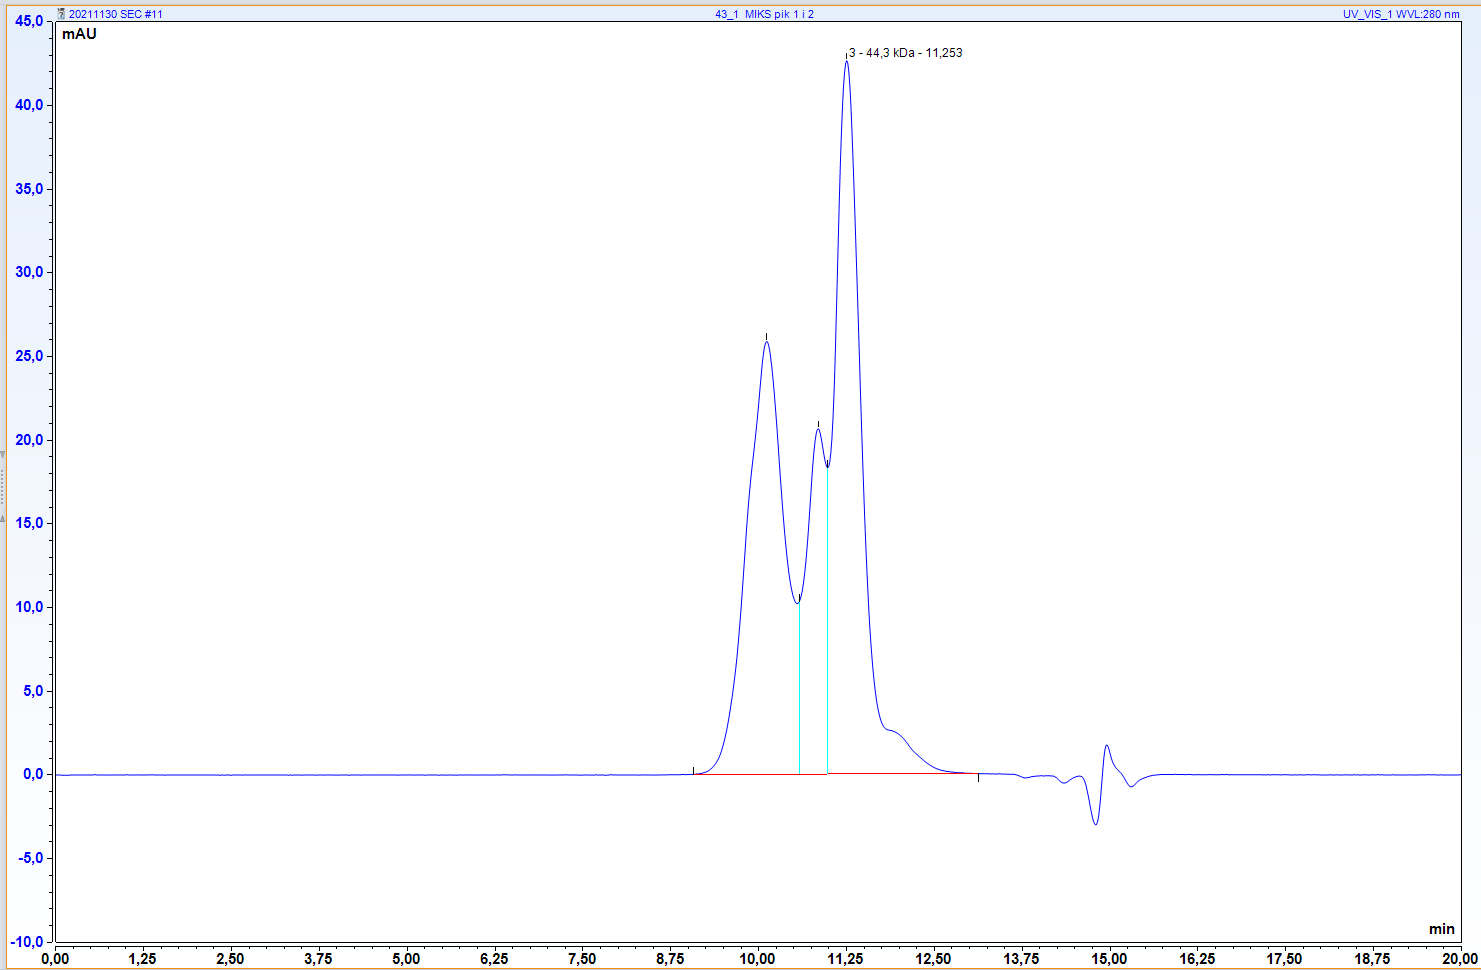 20211130 SEC #11
43_1 MIKS pik 1 i 2
UV_VIS_1 WVL:280 nm
mAU
3 - 44,3 kDa - 11,253
45,0
40,0
35,0
30,0
25,0
20,0
15,0
10,0
5,0
0,0
-5,0
-10,0
min
0,00 1,25 2,50 3,75 5,00 6,25 7,50 8,75 10,00 11,25 12,50 13,75 15,00 16,25 17,50 18,75 20,00